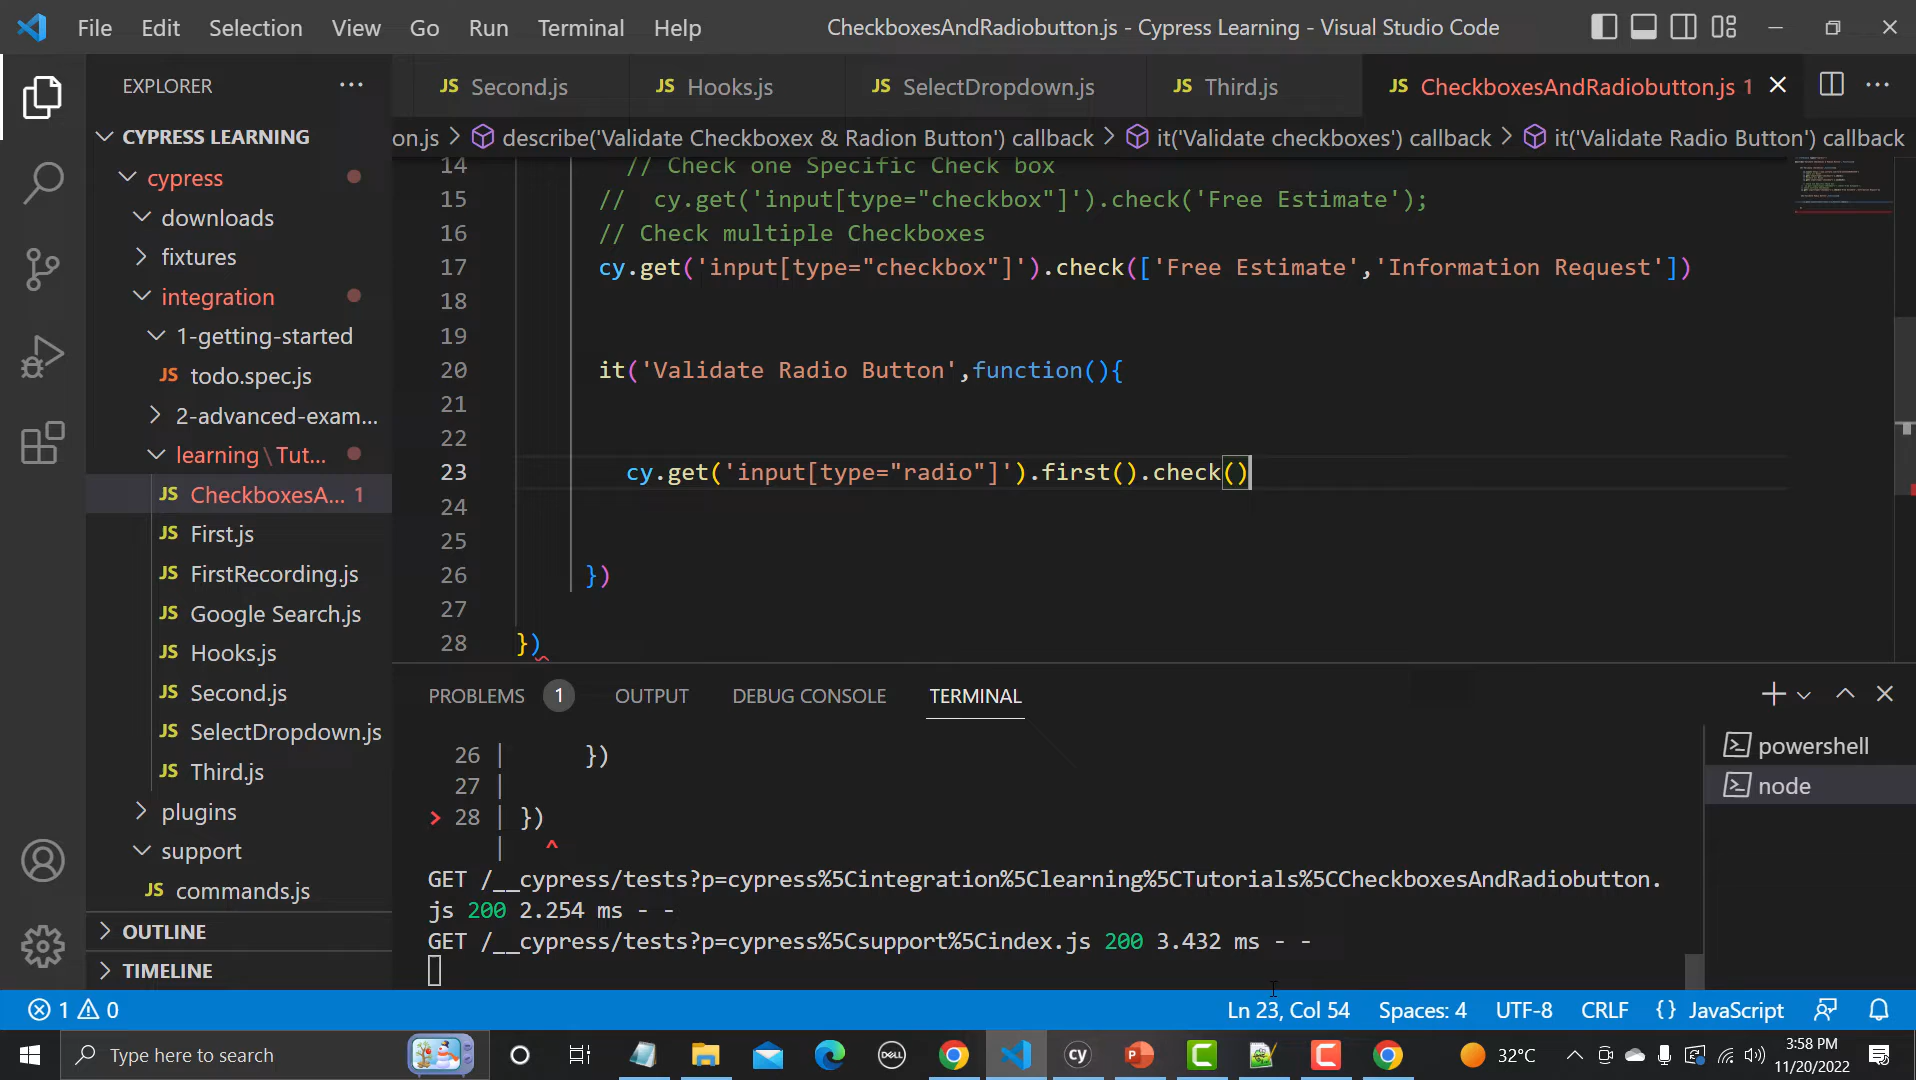 File Edit Selection View Go Run Terminal Help
CheckboxesAndRadiobutton.js - Cypress Learning - Visual Studio Code
EXPLORER
JS Second.js
JS Hooks.js
JS SelectDropdown.js
JS Third.js
JS CheckboxesAndRadiobutton.js 1
on.js > describe('Validate Checkboxex & Radion Button') callback > it('Validate checkboxes') callback > it('Validate Radio Button') callback
CYPRESS LEARNING
cypress
downloads
fixtures
integration
1-getting-started
JS todo.spec.js
2-advanced-exam...
learning\Tut...
JS CheckboxesA... 1
JS First.js
JS FirstRecording.js
JS Google Search.js
JS Hooks.js
JS Second.js
JS SelectDropdown.js
JS Third.js
plugins
support
JS commands.js
OUTLINE
TIMELINE
14 // Check one Specific Check box
15 // cy.get('input[type="checkbox"]').check('Free Estimate');
16 // Check multiple Checkboxes
17 cy.get('input[type="checkbox"]').check(['Free Estimate','Information Request'])
18
19
20 it('Validate Radio Button',function(){
21
22
23 cy.get('input[type="radio"]').first().check()
24
25
26 })
27
28 })
PROBLEMS 1 OUTPUT DEBUG CONSOLE TERMINAL
26 | })
27 |
> 28 | })
| ^
GET /__cypress/tests?p=cypress%5Cintegration%5Clearning%5CTutorials%5CCheckboxesAndRadiobutton.
js 200 2.254 ms - -
GET /__cypress/tests?p=cypress%5Csupport%5Cindex.js 200 3.432 ms - -
powershell
node
1 0
Ln 23, Col 54 Spaces: 4 UTF-8 CRLF {} JavaScript
Type here to search
DELL
cy
32°C
3:58 PM
11/20/2022